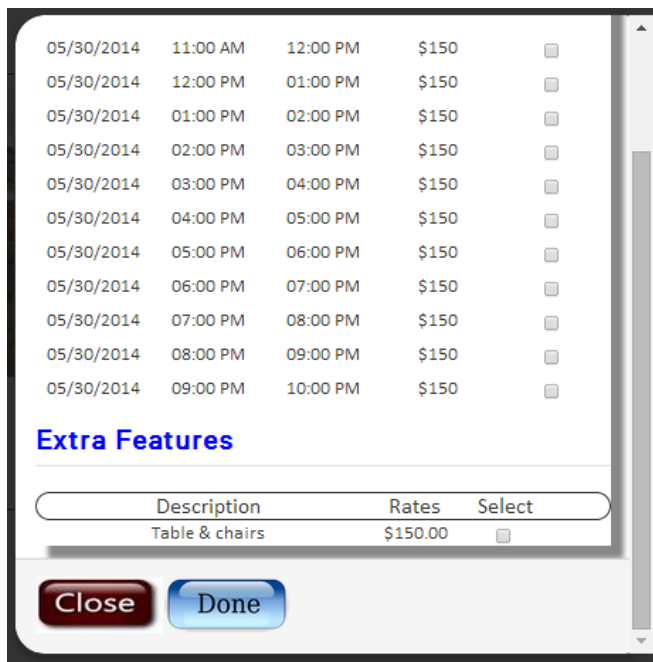 05/30/2014 11:00 AM 12:00 PM $150
05/30/2014 12:00 PM 01:00 PM $150
05/30/2014 01:00 PM 02:00 PM $150
05/30/2014 02:00 PM 03:00 PM $150
05/30/2014 03:00 PM 04:00 PM $150
05/30/2014 04:00 PM 05:00 PM $150
05/30/2014 05:00 PM 06:00 PM $150
05/30/2014 06:00 PM 07:00 PM $150
05/30/2014 07:00 PM 08:00 PM $150
05/30/2014 08:00 PM 09:00 PM $150
05/30/2014 09:00 PM 10:00 PM $150
Extra Features
Description Rates Select
Table & chairs $150.00
Close Done